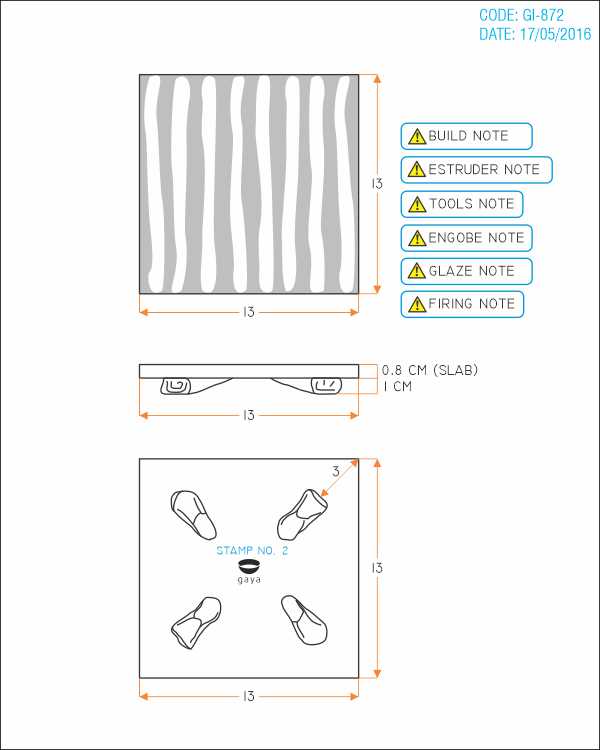 CODE: GI-872
DATE: 17/05/2016
13
13
BUILD NOTE
ESTRUDER NOTE
TOOLS NOTE
ENGOBE NOTE
GLAZE NOTE
FIRING NOTE
0.8 CM (SLAB)
1 CM
13
3
STAMP NO. 2
gaya
13
13